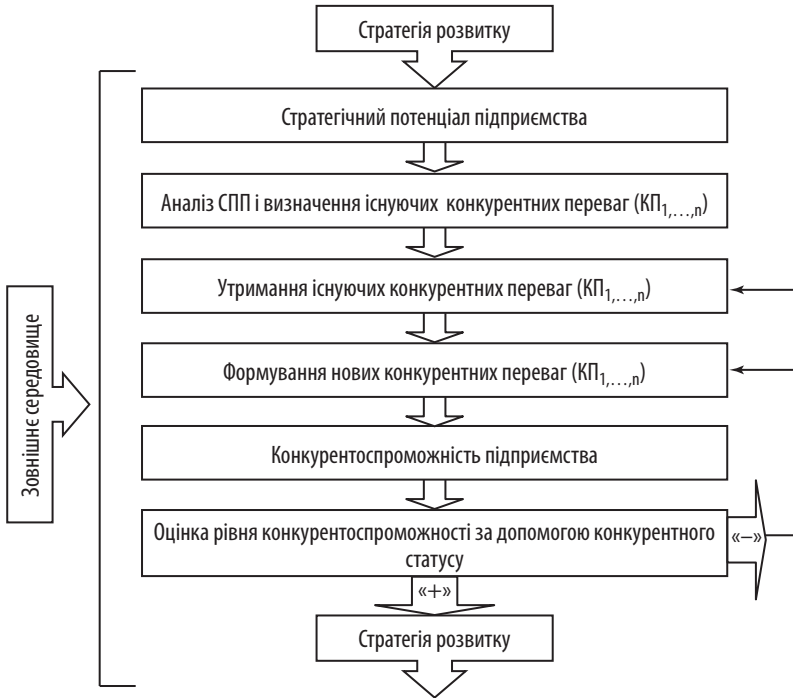 Стратегія розвитку
Стратегічний потенціал підприємства
Аналіз СПП і визначення існуючих конкурентних переваг (КП1,...,n)
Утримання існуючих конкурентних переваг (КП1,...,n)
Формування нових конкурентних переваг (КП1,...,n)
Зовнішнє середовище
Конкурентоспроможність підприємства
Оцінка рівня конкурентоспроможності за допомогою конкурентного
статусу
«–»
«+»
Стратегія розвитку